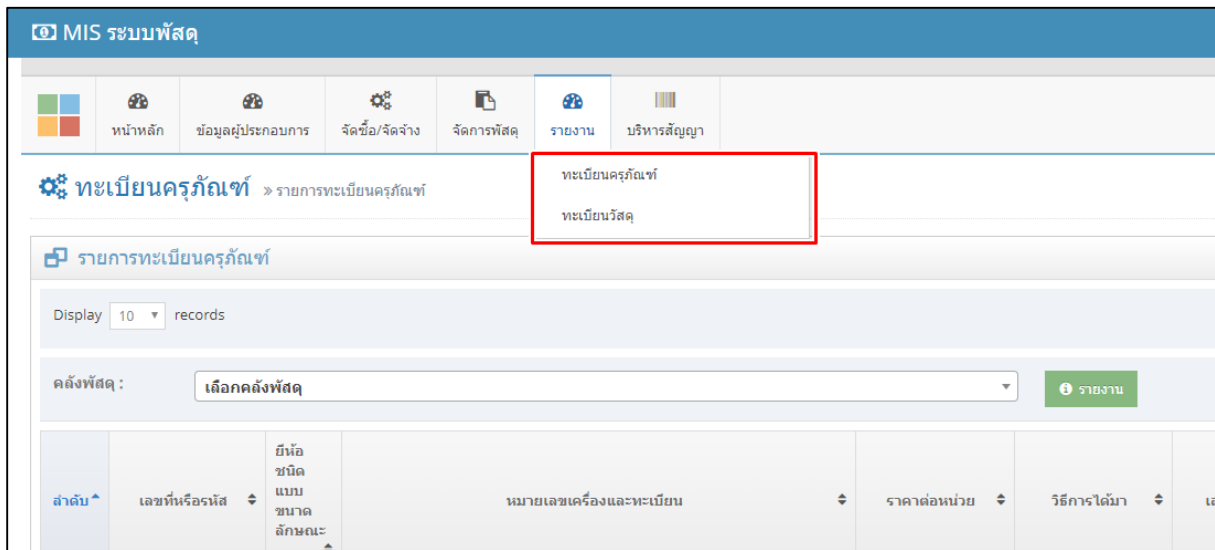 MIS ระบบพัสดุ
หน้าหลัก ข้อมูลผู้ประกอบการ จัดซื้อ/จัดจ้าง จัดการพัสดุ รายงาน บริหารสัญญา
ทะเบียนครุภัณฑ์ » รายการทะเบียนครุภัณฑ์
ทะเบียนครุภัณฑ์
ทะเบียนวัสดุ
รายการทะเบียนครุภัณฑ์
Display 10 records
คลังพัสดุ : เลือกคลังพัสดุ รายงาน
ยี่ห้อ
ชนิด
แบบ
ขนาด
ลักษณะ
ลำดับ เลขที่หรือรหัส หมายเลขเครื่องและทะเบียน ราคาต่อหน่วย วิธีการได้มา